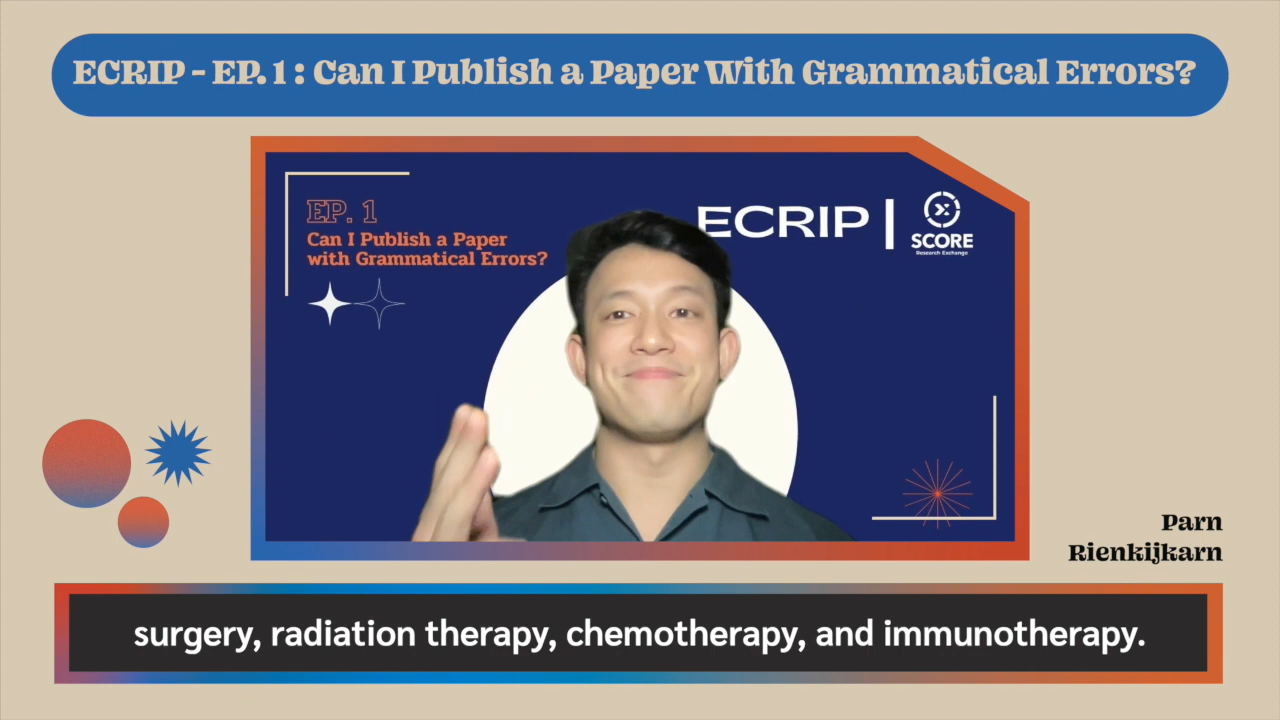 ECRIP - EP. 1 : Can I Publish a Paper With Grammatical Errors?
EP. 1
Can I Publish a Paper
with Grammatical Errors?
ECRIP
SCORE
Research Exchange
Parn
Rienkijkarn
surgery, radiation therapy, chemotherapy, and immunotherapy.